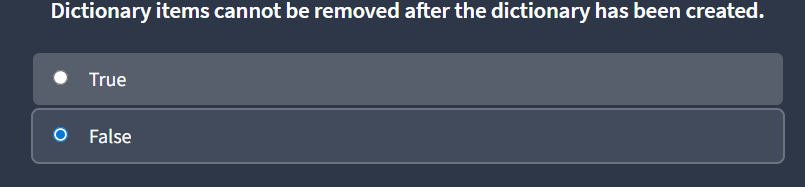 Dictionary items cannot be removed after the dictionary has been created.
True
False